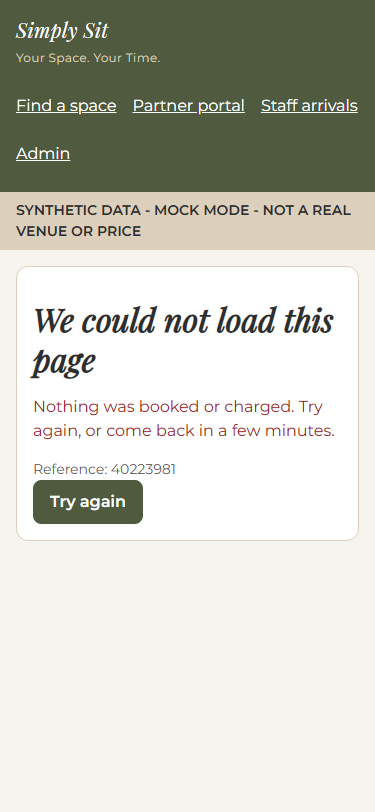 Simply Sit
Your Space. Your Time.
Find a space Partner portal Staff arrivals
Admin
SYNTHETIC DATA - MOCK MODE - NOT A REAL
VENUE OR PRICE
We could not load this
page
Nothing was booked or charged. Try
again, or come back in a few minutes.
Reference: 40223981
Try again